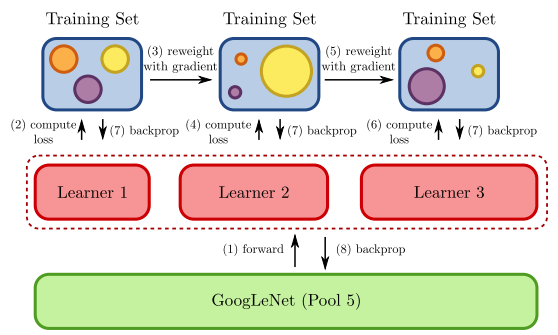 Training Set
Training Set
Training Set
(3) reweight
with gradient
(5) reweight
with gradient
(2) compute
loss
(7) backprop
(4) compute
loss
(7) backprop
(6) compute
loss
(7) backprop
Learner 1
Learner 2
Learner 3
(1) forward
(8) backprop
GoogLeNet (Pool 5)